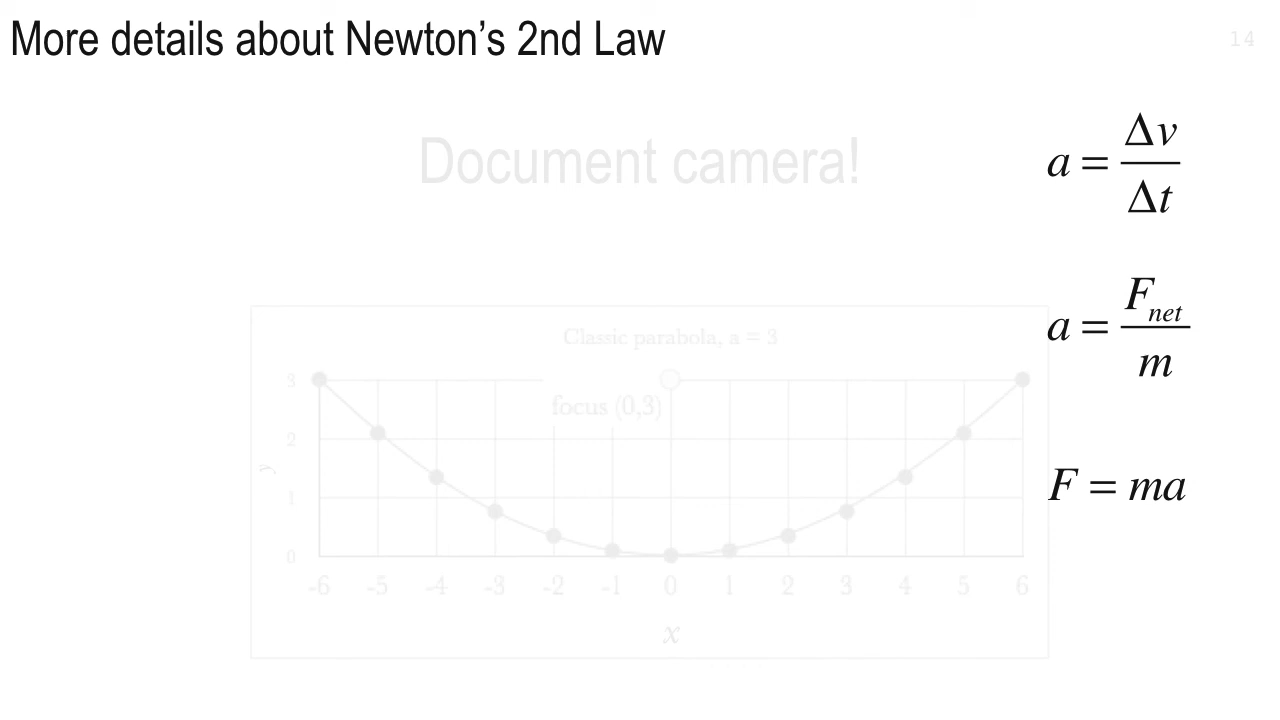 More details about Newton’s 2nd Law
14
Document camera!
a = Δv / Δt
a = F_net / m
F = ma
Classic parabola, a = 3
focus (0,3)
3
2
1
0
y
-6 -5 -4 -3 -2 -1 0 1 2 3 4 5 6
x